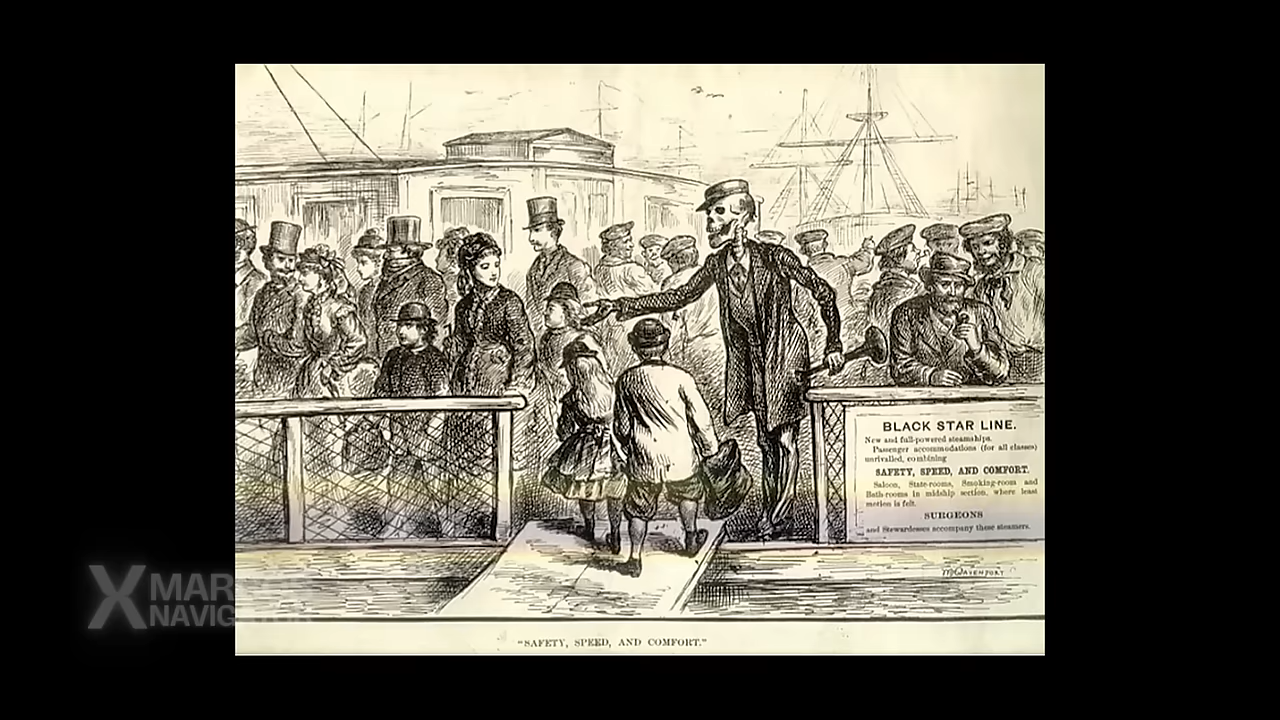 BLACK STAR LINE.
New and full-powered steamships.
Passenger accommodations (for all classes)
unrivalled, combining
SAFETY, SPEED, AND COMFORT.
Saloon, State-rooms, Smoking-room and
Bath-rooms in midship section, where least
motion is felt.
SURGEONS
and Stewardesses accompany these steamers.
"SAFETY, SPEED, AND COMFORT."
X